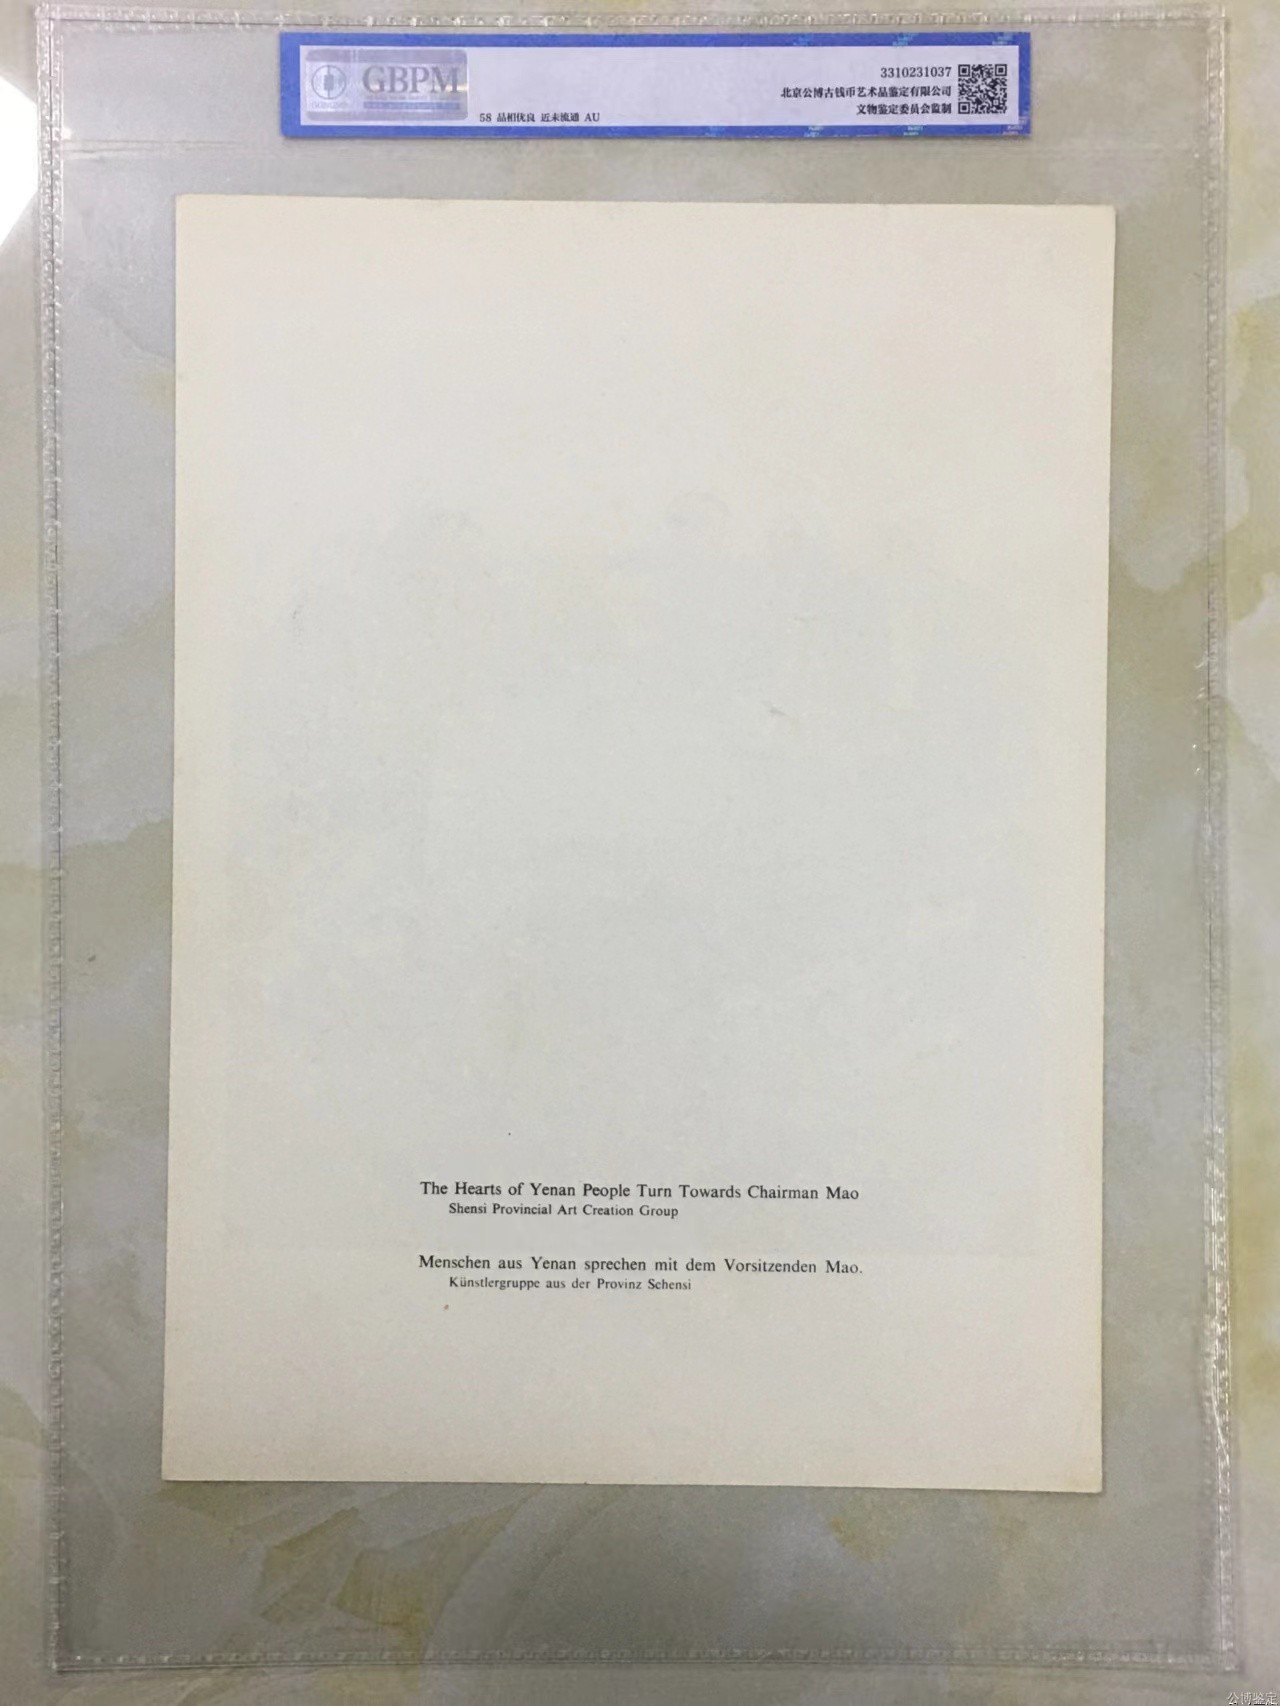 GBPM
58 品相优良 近未流通 AU
3310231037
北京公博古钱币艺术品鉴定有限公司
文物鉴定委员会监制
The Hearts of Yenan People Turn Towards Chairman Mao
Shensi Provincial Art Creation Group
Menschen aus Yenan sprechen mit dem Vorsitzenden Mao.
Künstlergruppe aus der Provinz Schensi
公博鉴定